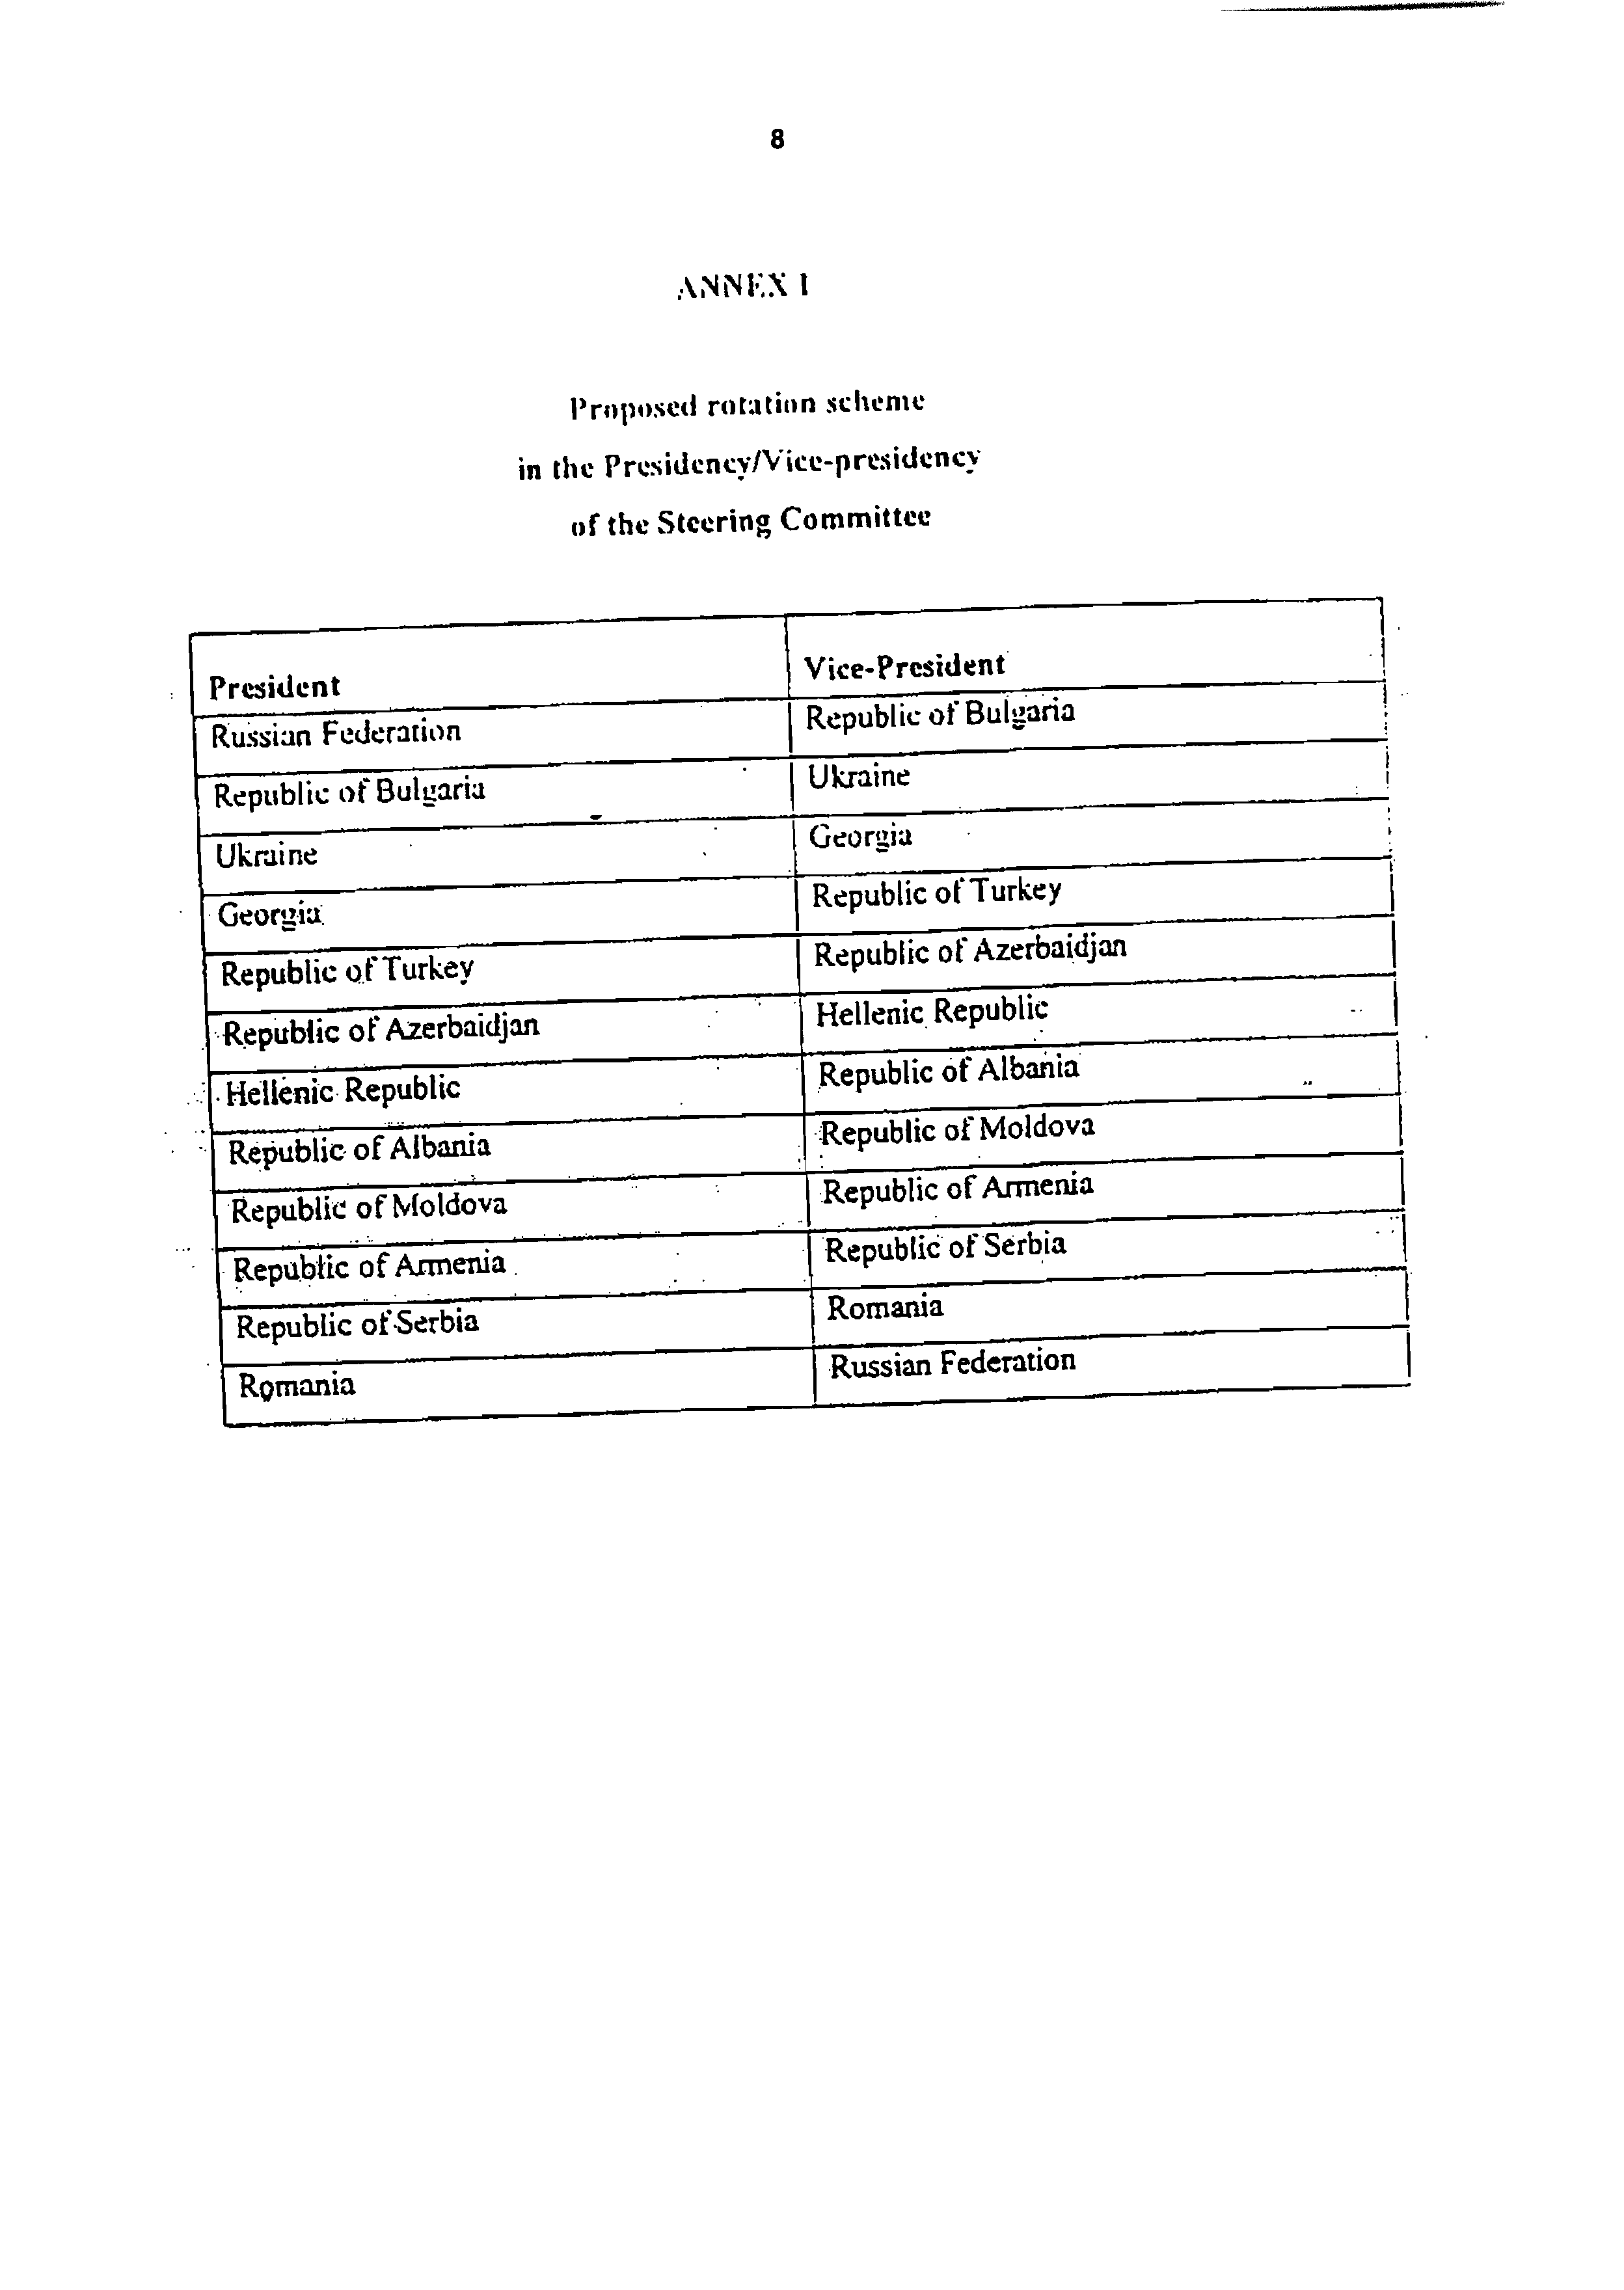 8
ANNEX I
Proposed rotation scheme
in the Presidency/Vice-presidency
of the Steering Committee
President Vice-President
Russian Federation Republic of Bulgaria
Republic of Bulgaria Ukraine
Ukraine Georgia
Georgia Republic of Turkey
Republic of Turkey Republic of Azerbaidjan
Republic of Azerbaidjan Hellenic Republic
Hellenic Republic Republic of Albania
Republic of Albania Republic of Moldova
Republic of Moldova Republic of Armenia
Republic of Armenia Republic of Serbia
Republic of Serbia Romania
Romania Russian Federation